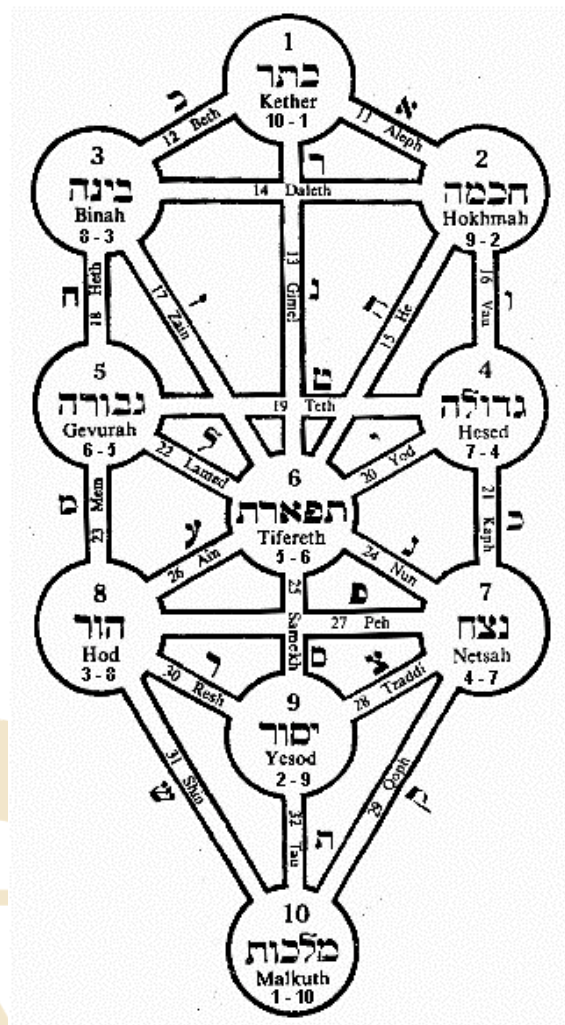 1
כתר
Kether
10 - 1
כ
12 Beth
א
11 Aleph
3
בינה
Binah
8 - 3
2
חכמה
Hokhmah
9 - 2
ר
14 Daleth
13 Gimel
נ
ח
18 Heth
17 Zain
י
15 He
16 Vau
ו
5
גבורה
Gevurah
6 - 5
4
גדולה
Hesed
7 - 4
ט
19 Teth
22 Lamed
ל
20 Yod
י
6
תפארת
Tifereth
5 - 6
23 Mem
ס
21 Kaph
כ
26 Ain
ע
24 Nun
נ
25 Samekh
ס
27 Peh
פ
8
הור
Hod
3 - 8
7
נצח
Netsah
4 - 7
30 Resh
ר
28 Tzaddi
צ
9
יסור
Yesod
2 - 9
31 Shin
ש
29 Qoph
32 Tau
ת
10
מלכות
Malkuth
1 - 10